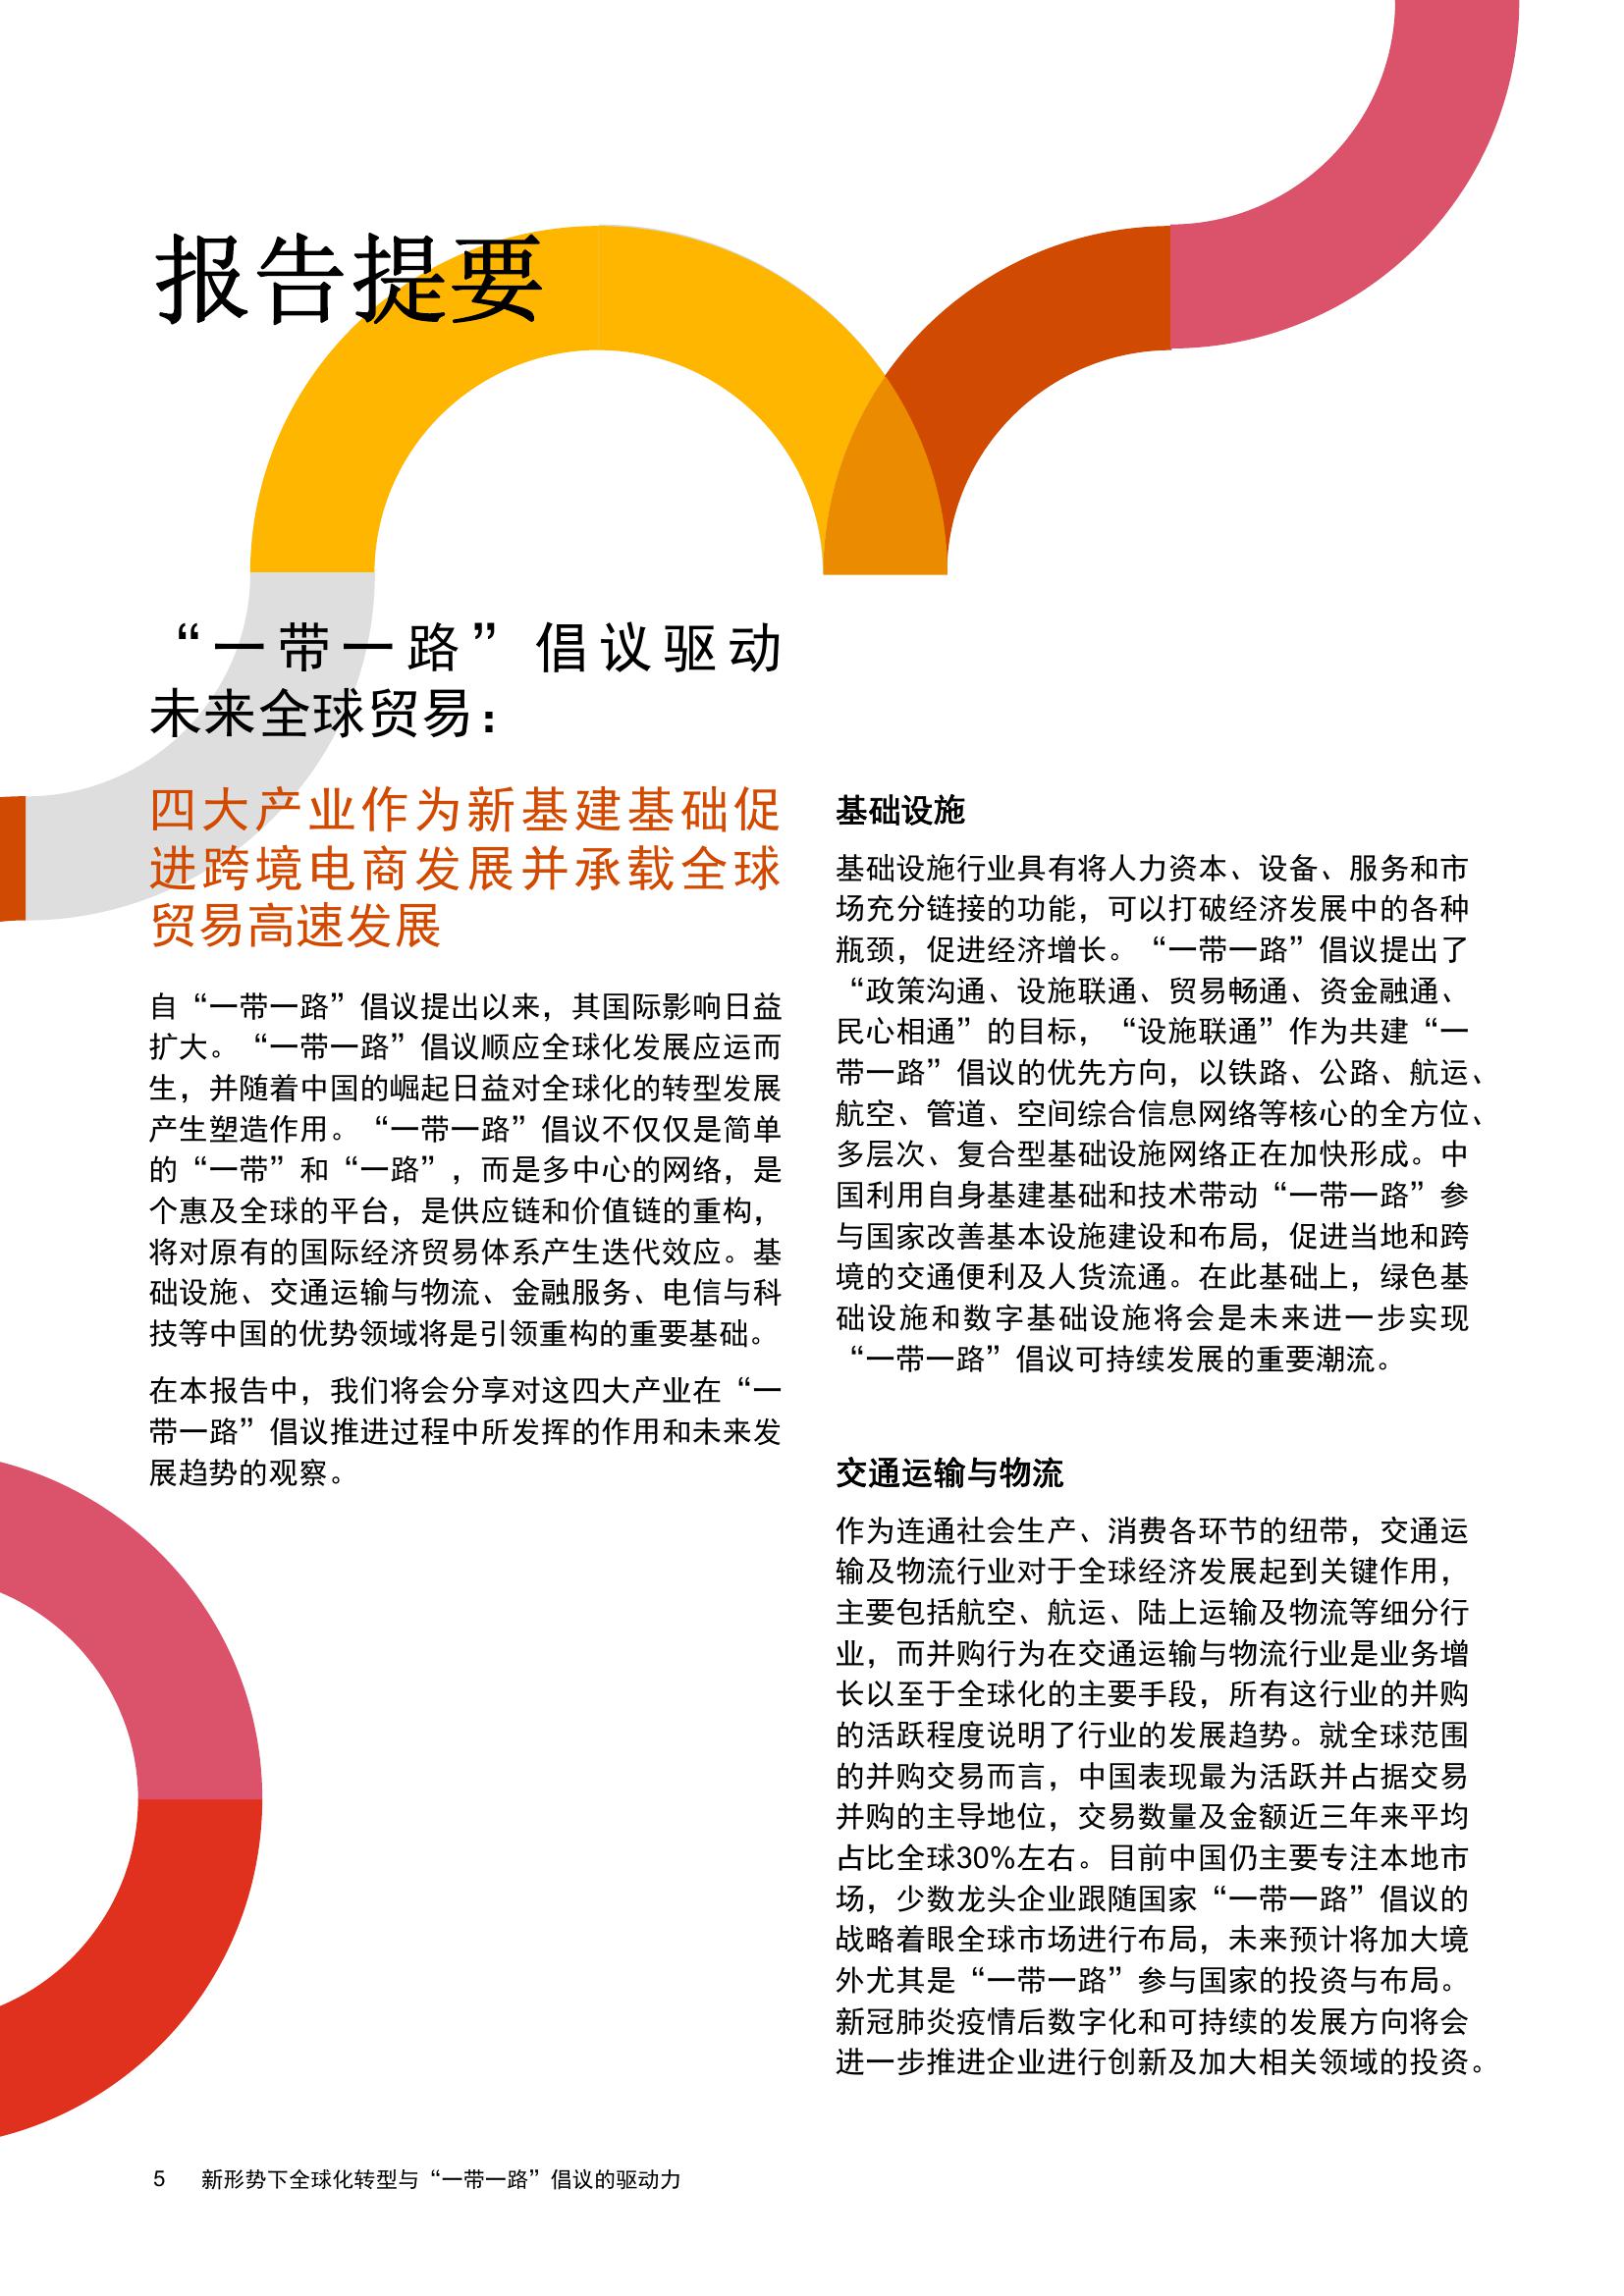 报告提要
“一带一路”倡议驱动
未来全球贸易：
四大产业作为新基建基础促
进跨境电商发展并承载全球
贸易高速发展
自“一带一路”倡议提出以来，其国际影响日益
扩大。“一带一路”倡议顺应全球化发展应运而
生，并随着中国的崛起日益对全球化的转型发展
产生塑造作用。“一带一路”倡议不仅仅是简单
的“一带”和“一路”，而是多中心的网络，是
个惠及全球的平台，是供应链和价值链的重构，
将对原有的国际经济贸易体系产生迭代效应。基
础设施、交通运输与物流、金融服务、电信与科
技等中国的优势领域将是引领重构的重要基础。
在本报告中，我们将会分享对这四大产业在“一
带一路”倡议推进过程中所发挥的作用和未来发
展趋势的观察。
基础设施
基础设施行业具有将人力资本、设备、服务和市
场充分链接的功能，可以打破经济发展中的各种
瓶颈，促进经济增长。“一带一路”倡议提出了
“政策沟通、设施联通、贸易畅通、资金融通、
民心相通”的目标，“设施联通”作为共建“一
带一路”倡议的优先方向，以铁路、公路、航运、
航空、管道、空间综合信息网络等核心的全方位、
多层次、复合型基础设施网络正在加快形成。中
国利用自身基建基础和技术带动“一带一路”参
与国家改善基本设施建设和布局，促进当地和跨
境的交通便利及人货流通。在此基础上，绿色基
础设施和数字基础设施将会是未来进一步实现
“一带一路”倡议可持续发展的重要潮流。
交通运输与物流
作为连通社会生产、消费各环节的纽带，交通运
输及物流行业对于全球经济发展起到关键作用，
主要包括航空、航运、陆上运输及物流等细分行
业，而并购行为在交通运输与物流行业是业务增
长以至于全球化的主要手段，所有这行业的并购
的活跃程度说明了行业的发展趋势。就全球范围
的并购交易而言，中国表现最为活跃并占据交易
并购的主导地位，交易数量及金额近三年来平均
占比全球30%左右。目前中国仍主要专注本地市
场，少数龙头企业跟随国家“一带一路”倡议的
战略着眼全球市场进行布局，未来预计将加大境
外尤其是“一带一路”参与国家的投资与布局。
新冠肺炎疫情后数字化和可持续的发展方向将会
进一步推进企业进行创新及加大相关领域的投资。
5 新形势下全球化转型与“一带一路”倡议的驱动力